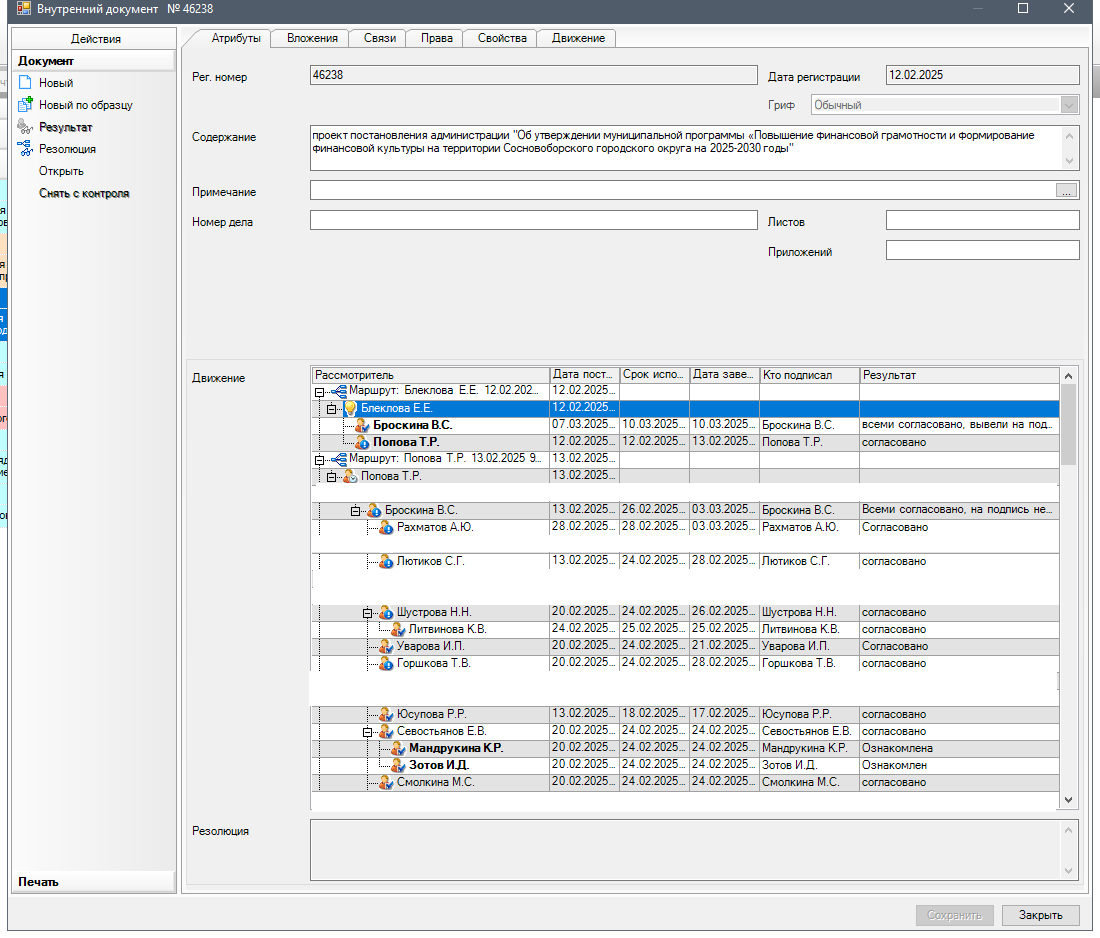 Внутренний документ № 46238
Действия
Документ
Новый
Новый по образцу
Результат
Резолюция
Открыть
Снять с контроля
Печать
Атрибуты Вложения Связи Права Свойства Движение
Рег. номер 46238 Дата регистрации 12.02.2025
Гриф Обычный
Содержание проект постановления администрации "Об утверждении муниципальной программы «Повышение финансовой грамотности и Формирование
финансовой культуры на территории Сосновоборского городского округа на 2025-2030 годы"
Примечание ...
Номер дела Листов
Приложений
Движение
Рассмотритель Дата пост... Срок испо... Дата заве... Кто подписал Результат
Маршрут: Блеклова Е.Е. 12.02.202... 12.02.2025...
Блеклова Е.Е. 12.02.2025...
Броскина В.С. 07.03.2025... 10.03.2025... 10.03.2025... Броскина В.С. всеми согласовано, вывели на под...
Попова Т.Р. 12.02.2025... 12.02.2025... 13.02.2025... Попова Т.Р. согласовано
Маршрут: Попова Т.Р. 13.02.2025 9... 13.02.2025...
Попова Т.Р. 13.02.2025...
Броскина В.С. 13.02.2025... 26.02.2025... 03.03.2025... Броскина В.С. Всеми согласовано, на подпись не...
Рахматов А.Ю. 28.02.2025... 28.02.2025... 03.03.2025... Рахматов А.Ю. Согласовано
Лютиков С.Г. 13.02.2025... 24.02.2025... 28.02.2025... Лютиков С.Г. согласовано
Шустрова Н.Н. 20.02.2025... 24.02.2025... 26.02.2025... Шустрова Н.Н. согласовано
Литвинова К.В. 24.02.2025... 25.02.2025... 25.02.2025... Литвинова К.В. согласовано
Уварова И.П. 20.02.2025... 24.02.2025... 21.02.2025... Уварова И.П. Согласовано
Горшкова Т.В. 20.02.2025... 24.02.2025... 28.02.2025... Горшкова Т.В. согласовано
Юсупова Р.Р. 13.02.2025... 18.02.2025... 17.02.2025... Юсупова Р.Р. согласовано
Севостьянов Е.В. 20.02.2025... 24.02.2025... 24.02.2025... Севостьянов Е.В. согласовано
Мандрукина К.Р. 20.02.2025... 24.02.2025... 24.02.2025... Мандрукина К.Р. Ознакомлена
Зотов И.Д. 20.02.2025... 24.02.2025... 24.02.2025... Зотов И.Д. Ознакомлен
Смолкина М.С. 20.02.2025... 24.02.2025... 24.02.2025... Смолкина М.С. согласовано
Резолюция
Сохранить Закрыть